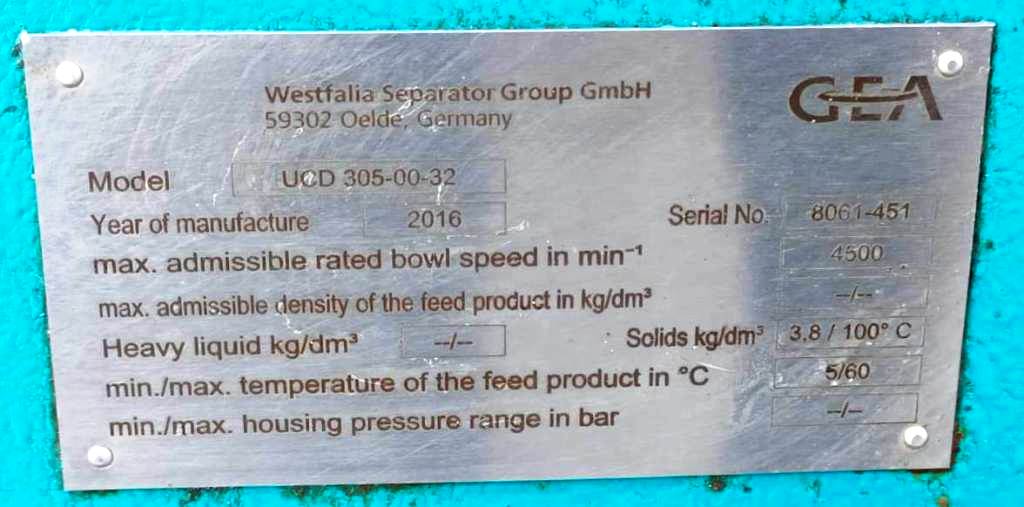 Westfalia Separator Group GmbH
59302 Oelde, Germany
GEA
Model UCD 305-00-32
Year of manufacture 2016 Serial No. 8061-451
max. admissible rated bowl speed in min⁻¹ 4500
max. admissible density of the feed product in kg/dm³ --/--
Heavy liquid kg/dm³ --/-- Solids kg/dm³ 3,8 / 100° C
min./max. temperature of the feed product in °C 5/60
min./max. housing pressure range in bar --/--